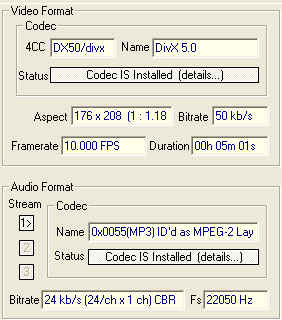 Video Format
Codec
4CC DX50/divx Name DivX 5.0
Status Codec IS Installed (details...)
Aspect 176 x 208 (1 : 1.18 Bitrate 50 kb/s
Framerate 10.000 FPS Duration 00h 05m 01s
Audio Format
Stream Codec
1>
Name 0x0055(MP3) ID'd as MPEG-2 Lay
2
Status Codec IS Installed (details...)
3
Bitrate 24 kb/s (24/ch x 1 ch) CBR Fs 22050 Hz